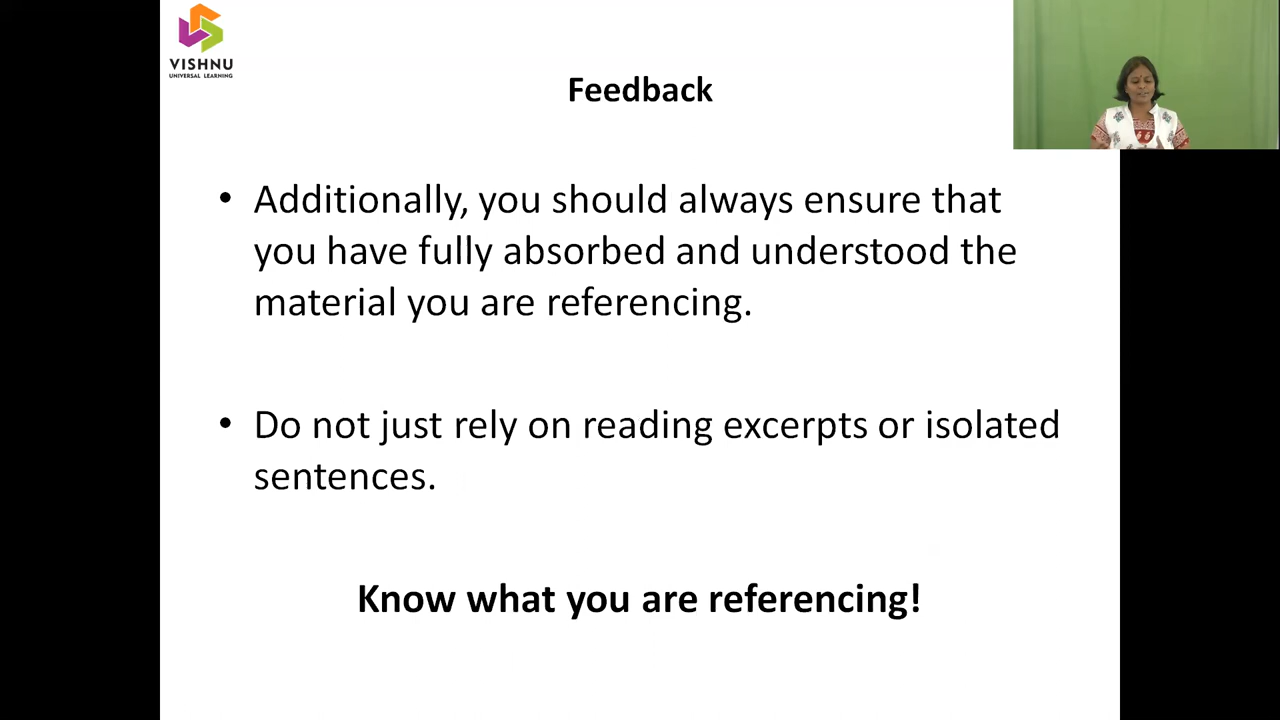 VISHNU
UNIVERSAL LEARNING
Feedback
• Additionally, you should always ensure that
you have fully absorbed and understood the
material you are referencing.
• Do not just rely on reading excerpts or isolated
sentences.
Know what you are referencing!